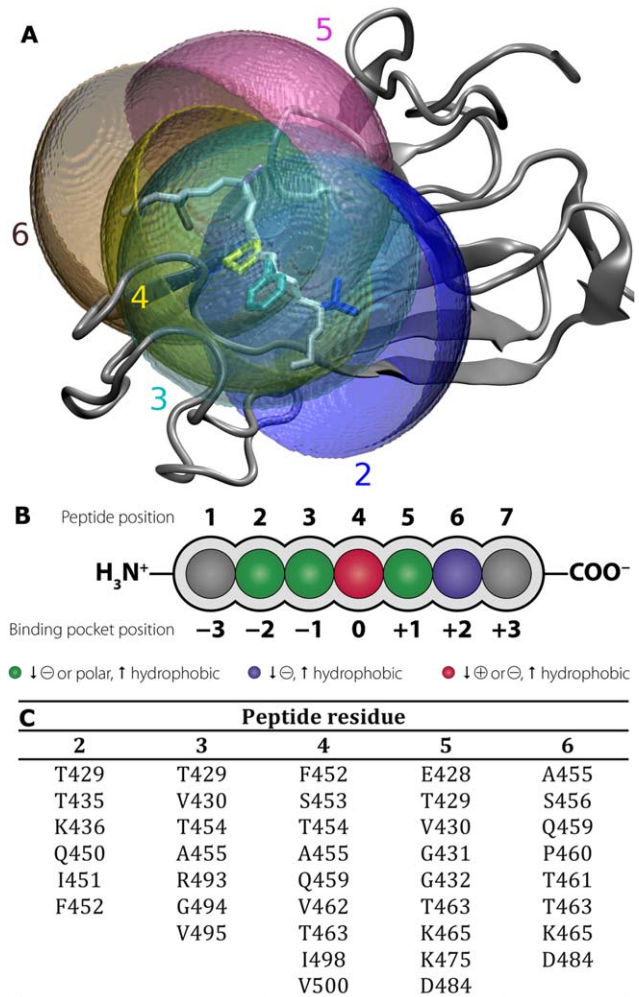 A
5
6
4
3
2
B
Peptide position 1 2 3 4 5 6 7
H₃N⁺ COO⁻
Binding pocket position −3 −2 −1 0 +1 +2 +3
↓⊖ or polar, ↑ hydrophobic ↓⊖, ↑ hydrophobic ↓⊕ or ⊖, ↑ hydrophobic
C Peptide residue
2 3 4 5 6
T429 T429 F452 E428 A455
T435 V430 S453 T429 S456
K436 T454 T454 V430 Q459
Q450 A455 A455 G431 P460
I451 R493 Q459 G432 T461
F452 G494 V462 T463 T463
V495 T463 K465 K465
I498 K475 D484
V500 D484